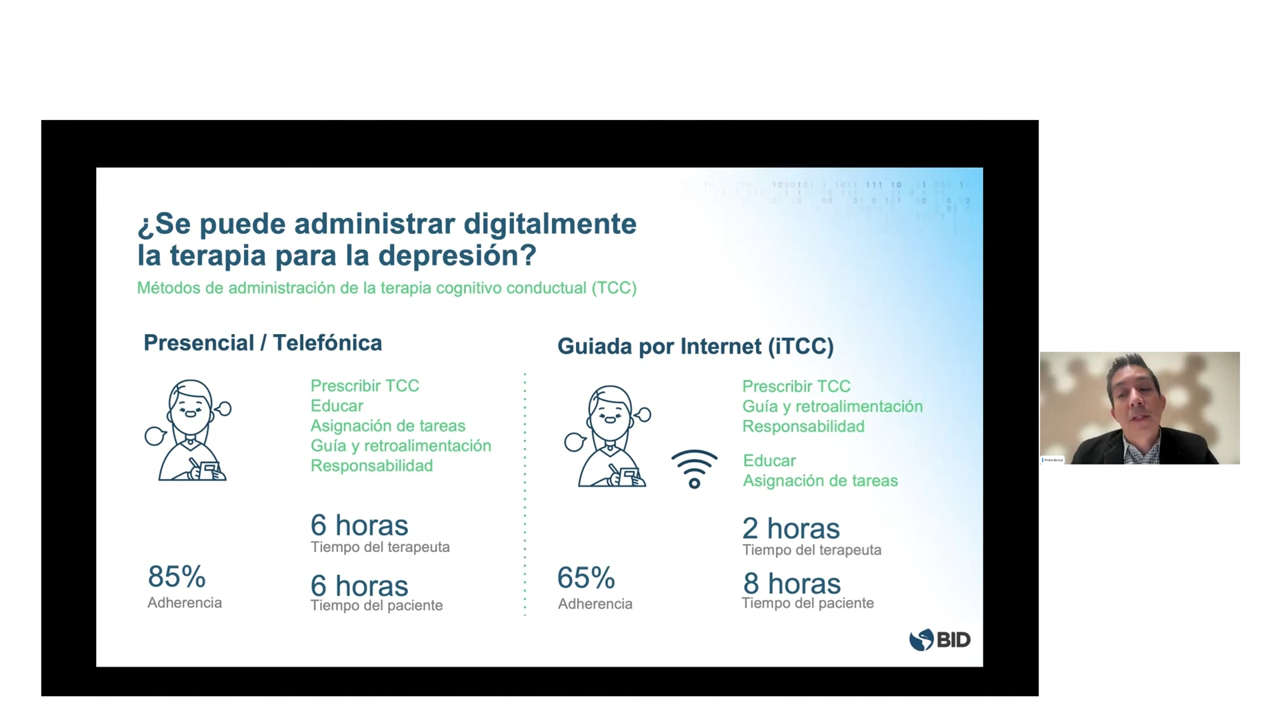 ¿Se puede administrar digitalmente
la terapia para la depresión?
Métodos de administración de la terapia cognitivo conductual (TCC)
Presencial / Telefónica
Prescribir TCC
Educar
Asignación de tareas
Guía y retroalimentación
Responsabilidad
6 horas
Tiempo del terapeuta
85%
Adherencia
6 horas
Tiempo del paciente
Guiada por Internet (iTCC)
Prescribir TCC
Guía y retroalimentación
Responsabilidad
Educar
Asignación de tareas
2 horas
Tiempo del terapeuta
65%
Adherencia
8 horas
Tiempo del paciente
BID